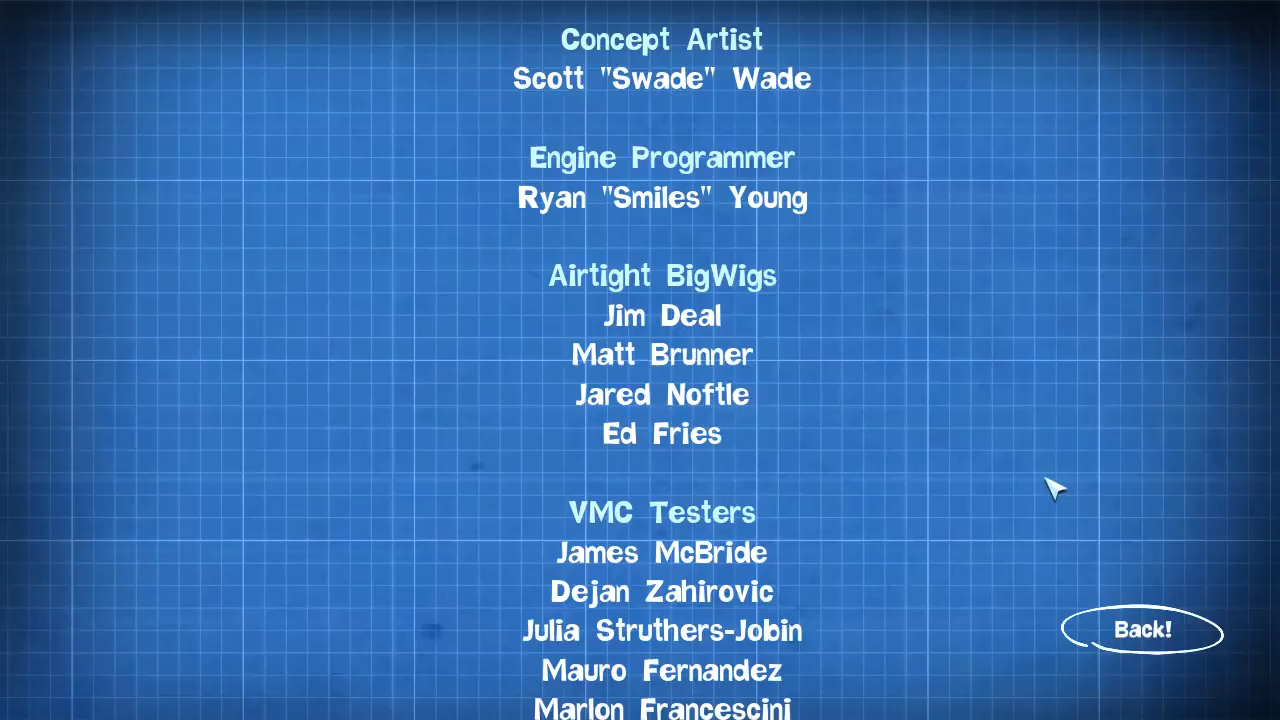 Concept Artist
Scott "Swade" Wade
Engine Programmer
Ryan "Smiles" Young
Airtight BigWigs
Jim Deal
Matt Brunner
Jared Noftle
Ed Fries
VMC Testers
James McBride
Dejan Zahirovic
Julia Struthers-Jobin
Back!
Mauro Fernandez
Marlon Francescini